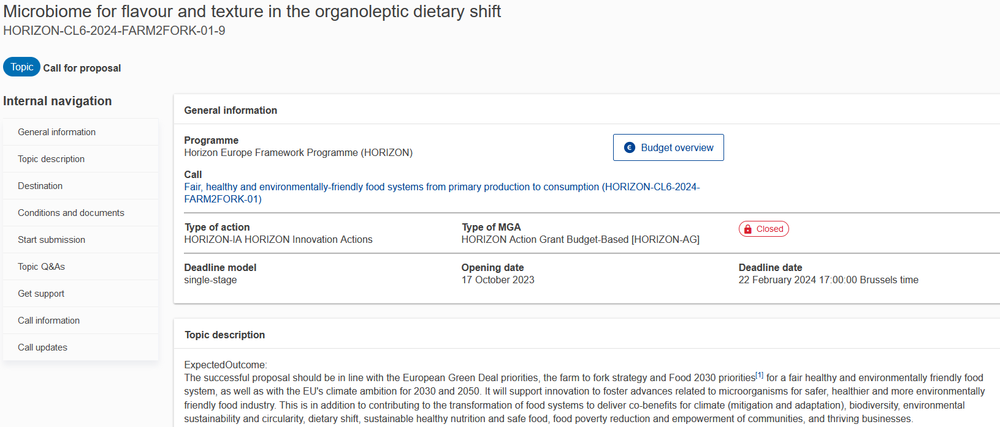 Microbiome for flavour and texture in the organoleptic dietary shift
HORIZON-CL6-2024-FARM2FORK-01-9
Topic Call for proposal
Internal navigation
General information
Topic description
Destination
Conditions and documents
Start submission
Topic Q&As
Get support
Call information
Call updates
General information
Programme
Horizon Europe Framework Programme (HORIZON)
€ Budget overview
Call
Fair, healthy and environmentally-friendly food systems from primary production to consumption (HORIZON-CL6-2024-
FARM2FORK-01)
Type of action
HORIZON-IA HORIZON Innovation Actions
Type of MGA
HORIZON Action Grant Budget-Based [HORIZON-AG]
Closed
Deadline model
single-stage
Opening date
17 October 2023
Deadline date
22 February 2024 17:00:00 Brussels time
Topic description
ExpectedOutcome:
The successful proposal should be in line with the European Green Deal priorities, the farm to fork strategy and Food 2030 priorities[1] for a fair healthy and environmentally friendly food
system, as well as with the EU's climate ambition for 2030 and 2050. It will support innovation to foster advances related to microorganisms for safer, healthier and more environmentally
friendly food industry. This is in addition to contributing to the transformation of food systems to deliver co-benefits for climate (mitigation and adaptation), biodiversity, environmental
sustainability and circularity, dietary shift, sustainable healthy nutrition and safe food, food poverty reduction and empowerment of communities, and thriving businesses.